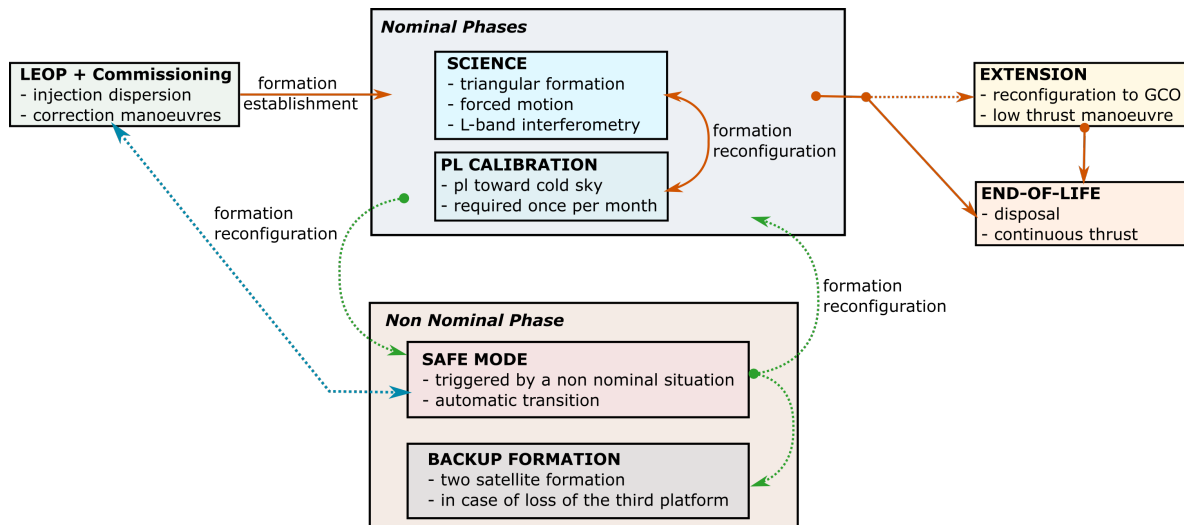 Nominal Phases
LEOP + Commissioning
- injection dispersion
- correction manoeuvres
formation
establishment
SCIENCE
- triangular formation
- forced motion
- L-band interferometry
PL CALIBRATION
- pl toward cold sky
- required once per month
formation
reconfiguration
EXTENSION
- reconfiguration to GCO
- low thrust manoeuvre
END-OF-LIFE
- disposal
- continuous thrust
formation
reconfiguration
formation
reconfiguration
Non Nominal Phase
SAFE MODE
- triggered by a non nominal situation
- automatic transition
BACKUP FORMATION
- two satellite formation
- in case of loss of the third platform